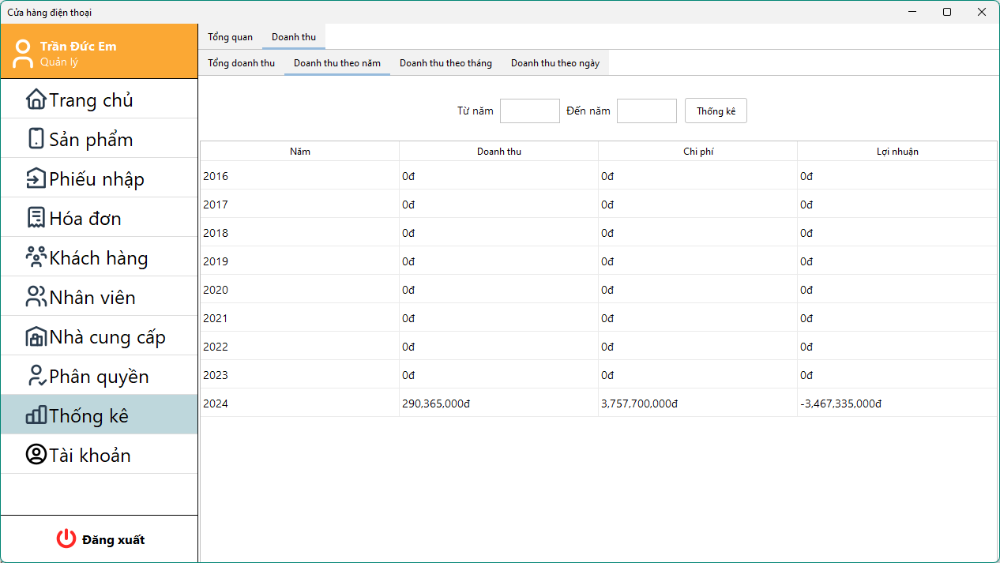 Cửa hàng điện thoại
Trần Đức Em
Quản lý
Trang chủ
Sản phẩm
Phiếu nhập
Hóa đơn
Khách hàng
Nhân viên
Nhà cung cấp
Phân quyền
Thống kê
Tài khoản
Đăng xuất
Tổng quan Doanh thu
Tổng doanh thu Doanh thu theo năm Doanh thu theo tháng Doanh thu theo ngày
Từ năm Đến năm Thống kê
Năm Doanh thu Chi phí Lợi nhuận
2016 0đ 0đ 0đ
2017 0đ 0đ 0đ
2018 0đ 0đ 0đ
2019 0đ 0đ 0đ
2020 0đ 0đ 0đ
2021 0đ 0đ 0đ
2022 0đ 0đ 0đ
2023 0đ 0đ 0đ
2024 290,365,000đ 3,757,700,000đ -3,467,335,000đ